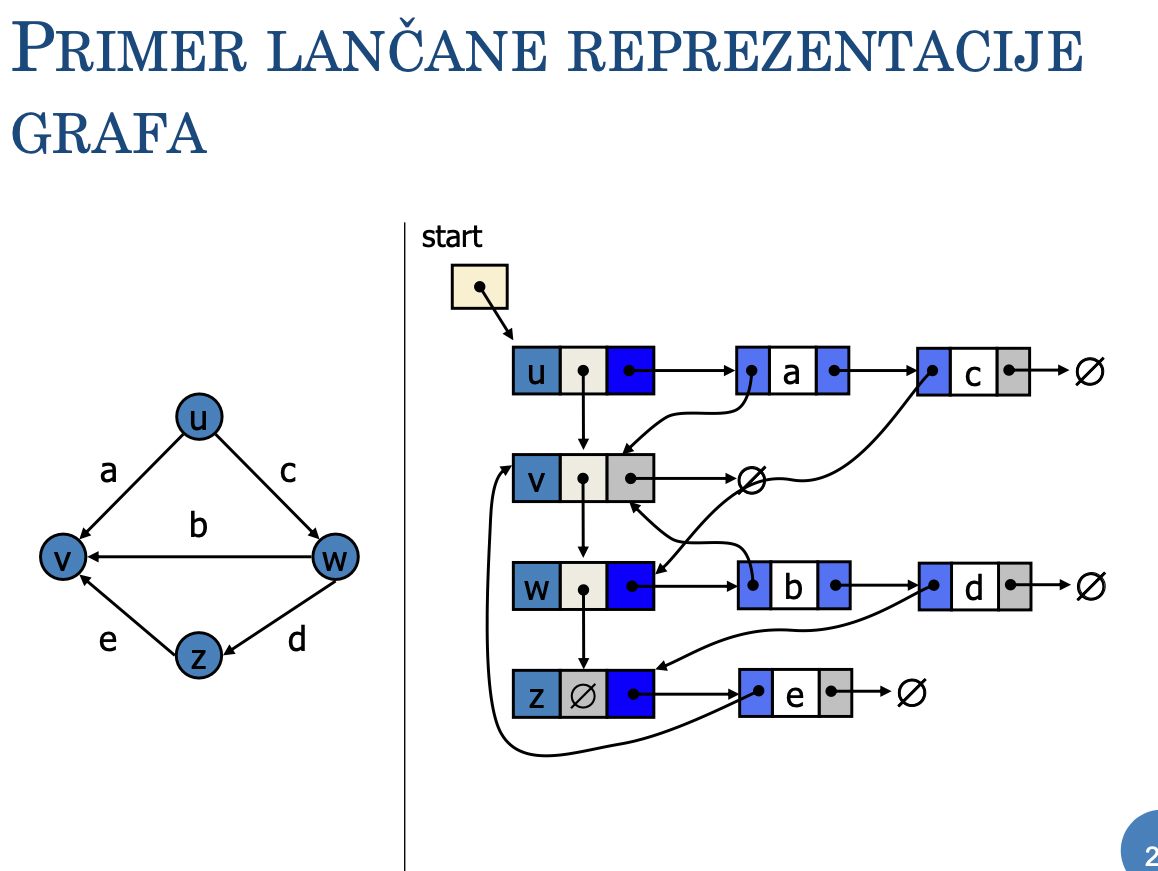 PRIMER LANČANE REPREZENTACIJE
GRAFA
start
u a c ∅
u
a c
v ∅
b
v w
w b d ∅
e d
z
z ∅ e ∅
2